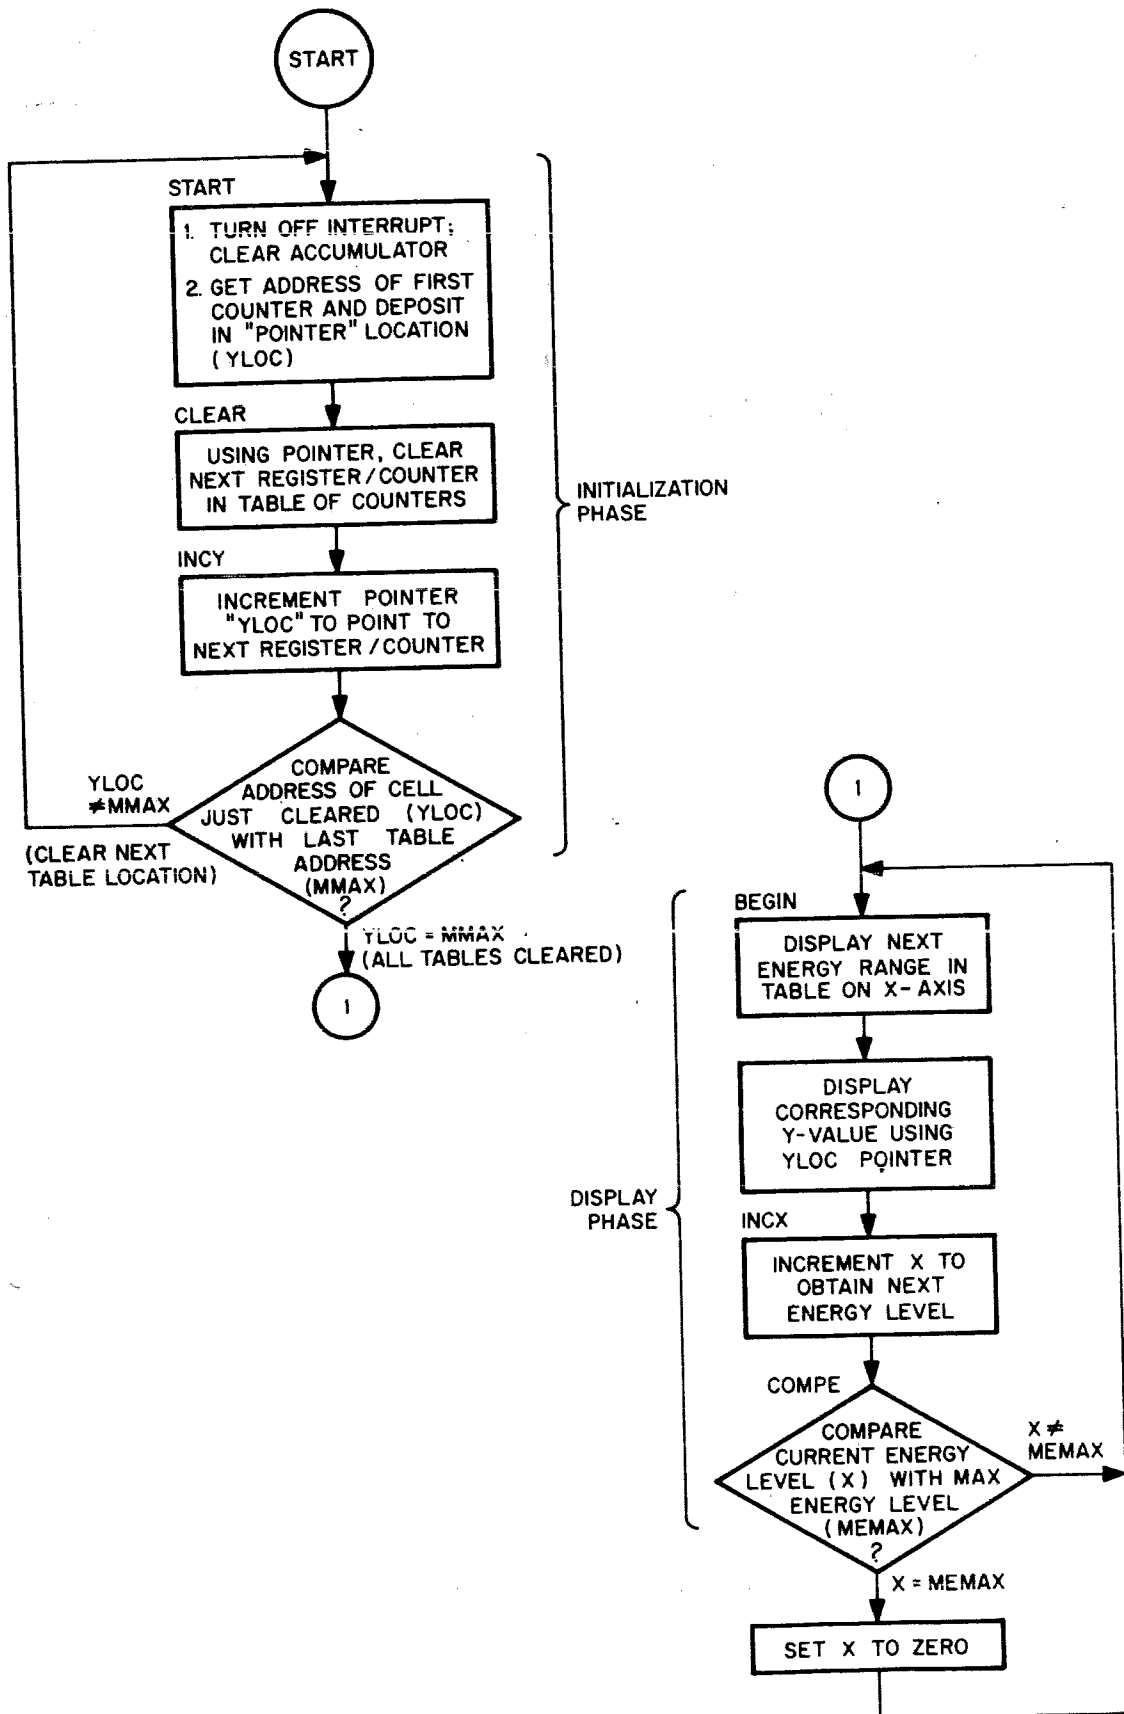 START
START
1. TURN OFF INTERRUPT;
CLEAR ACCUMULATOR
2. GET ADDRESS OF FIRST
COUNTER AND DEPOSIT
IN "POINTER" LOCATION
(YLOC)
CLEAR
USING POINTER, CLEAR
NEXT REGISTER/COUNTER
IN TABLE OF COUNTERS
INCY
INCREMENT POINTER
"YLOC" TO POINT TO
NEXT REGISTER/COUNTER
INITIALIZATION
PHASE
COMPARE
ADDRESS OF CELL
JUST CLEARED (YLOC)
WITH LAST TABLE
ADDRESS
(MMAX)
?
YLOC
≠MMAX
(CLEAR NEXT
TABLE LOCATION)
YLOC = MMAX
(ALL TABLES CLEARED)
1
1
BEGIN
DISPLAY NEXT
ENERGY RANGE IN
TABLE ON X-AXIS
DISPLAY
CORRESPONDING
Y-VALUE USING
YLOC POINTER
DISPLAY
PHASE
INCX
INCREMENT X TO
OBTAIN NEXT
ENERGY LEVEL
COMPE
COMPARE
CURRENT ENERGY
LEVEL (X) WITH MAX
ENERGY LEVEL
(MEMAX)
?
X ≠
MEMAX
X = MEMAX
SET X TO ZERO